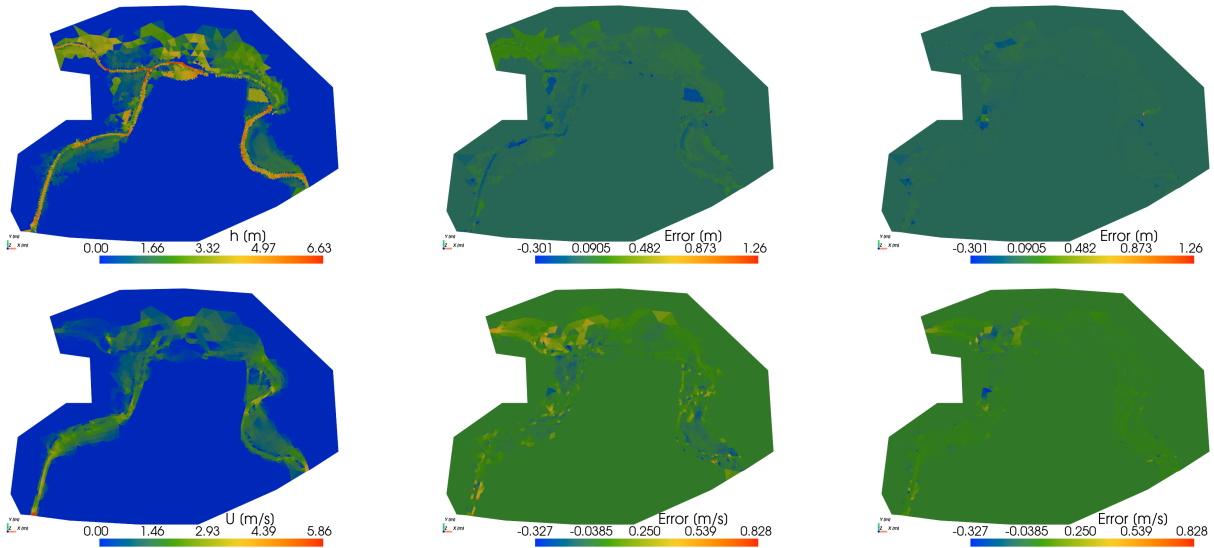 h (m)
0.00 1.66 3.32 4.97 6.63
Y (m)
Z X (m)
Error (m)
-0.301 0.0905 0.482 0.873 1.26
Y (m)
Z X (m)
Error (m)
-0.301 0.0905 0.482 0.873 1.26
Y (m)
Z X (m)
U (m/s)
0.00 1.46 2.93 4.39 5.86
Y (m)
Z X (m)
Error (m/s)
-0.327 -0.0385 0.250 0.539 0.828
Y (m)
Z X (m)
Error (m/s)
-0.327 -0.0385 0.250 0.539 0.828
Y (m)
Z X (m)